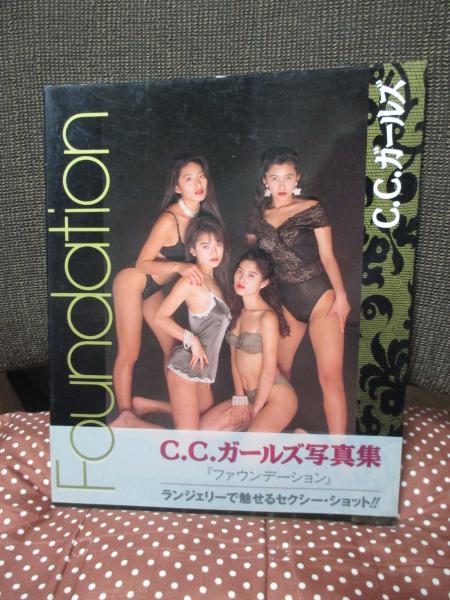 Foundation
C.C.ガールズ
C.C.ガールズ写真集
『ファウンデーション』
ランジェリーで魅せるセクシー・ショット!!